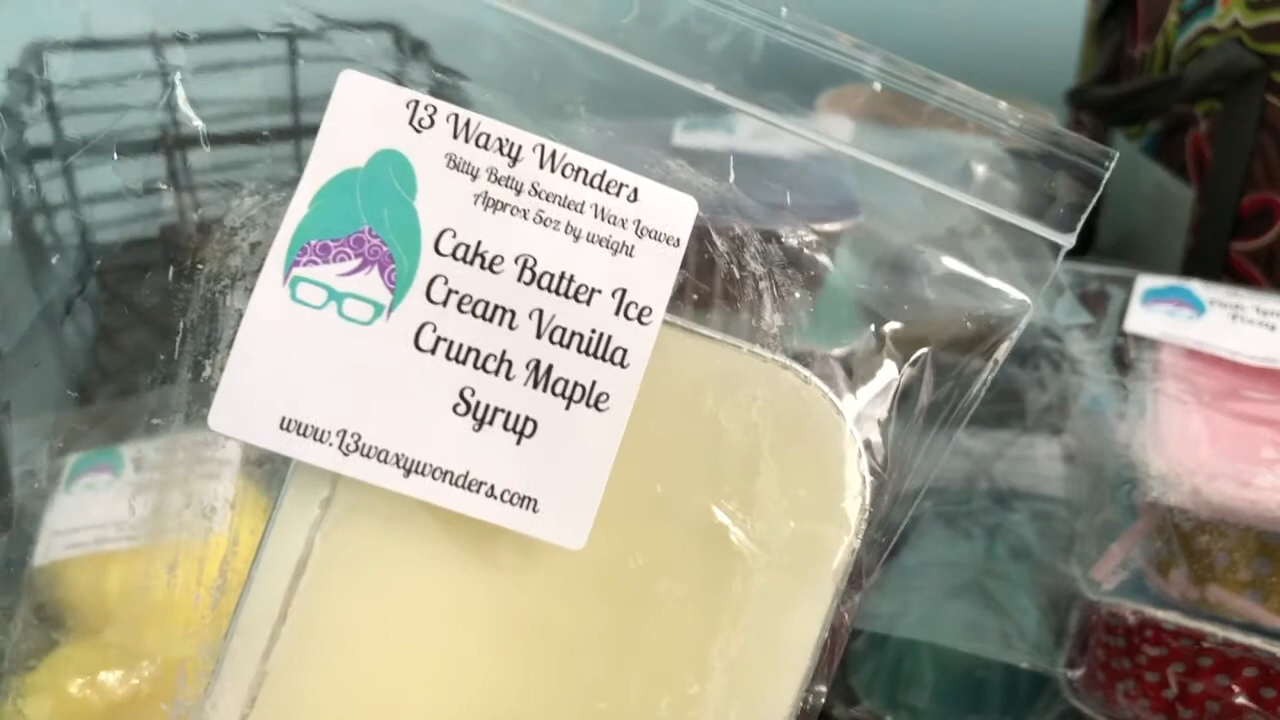 L3 Waxy Wonders
Bitty Betty Scented Wax Loaves
Approx 5oz by weight
Cake Batter Ice
Cream Vanilla
Crunch Maple
Syrup
www.L3waxywonders.com